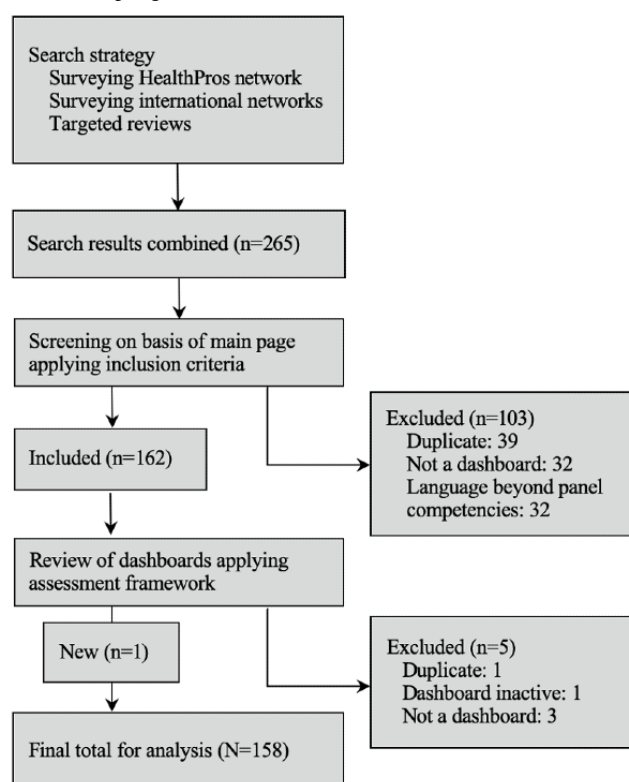 Search strategy
Surveying HealthPros network
Surveying international networks
Targeted reviews
Search results combined (n=265)
Screening on basis of main page
applying inclusion criteria
Excluded (n=103)
Duplicate: 39
Not a dashboard: 32
Language beyond panel
competencies: 32
Included (n=162)
Review of dashboards applying
assessment framework
New (n=1)
Excluded (n=5)
Duplicate: 1
Dashboard inactive: 1
Not a dashboard: 3
Final total for analysis (N=158)